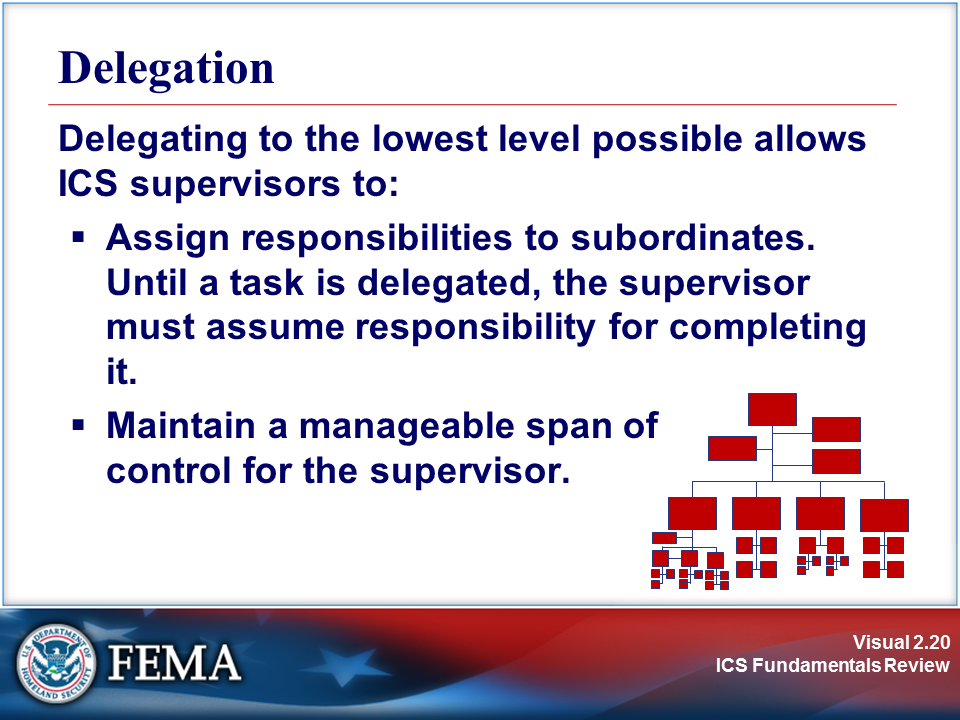 Delegation
Delegating to the lowest level possible allows
ICS supervisors to:
▪ Assign responsibilities to subordinates.
Until a task is delegated, the supervisor
must assume responsibility for completing
it.
▪ Maintain a manageable span of
control for the supervisor.
U.S. DEPARTMENT OF
HOMELAND SECURITY
FEMA
Visual 2.20
ICS Fundamentals Review